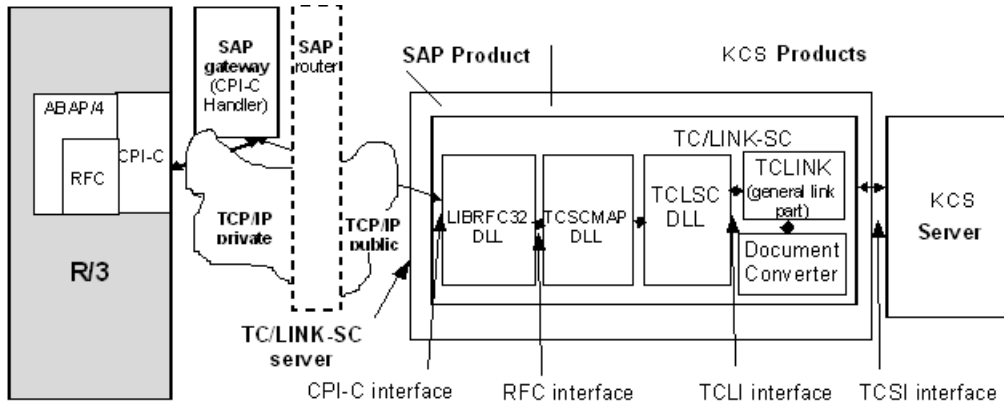 SAP
gateway
(CPI-C
Handler)
SAP
router
SAP Product
KCS Products
ABAP/4
CPI-C
RFC
R/3
TCP/IP
private
TCP/IP
public
TC/LINK-SC
server
TC/LINK-SC
LIBRFC32
DLL
TCSCMAP
DLL
TCLSC
DLL
TCLINK
(general link
part)
Document
Converter
KCS
Server
CPI-C interface
RFC interface
TCLI interface
TCSI interface